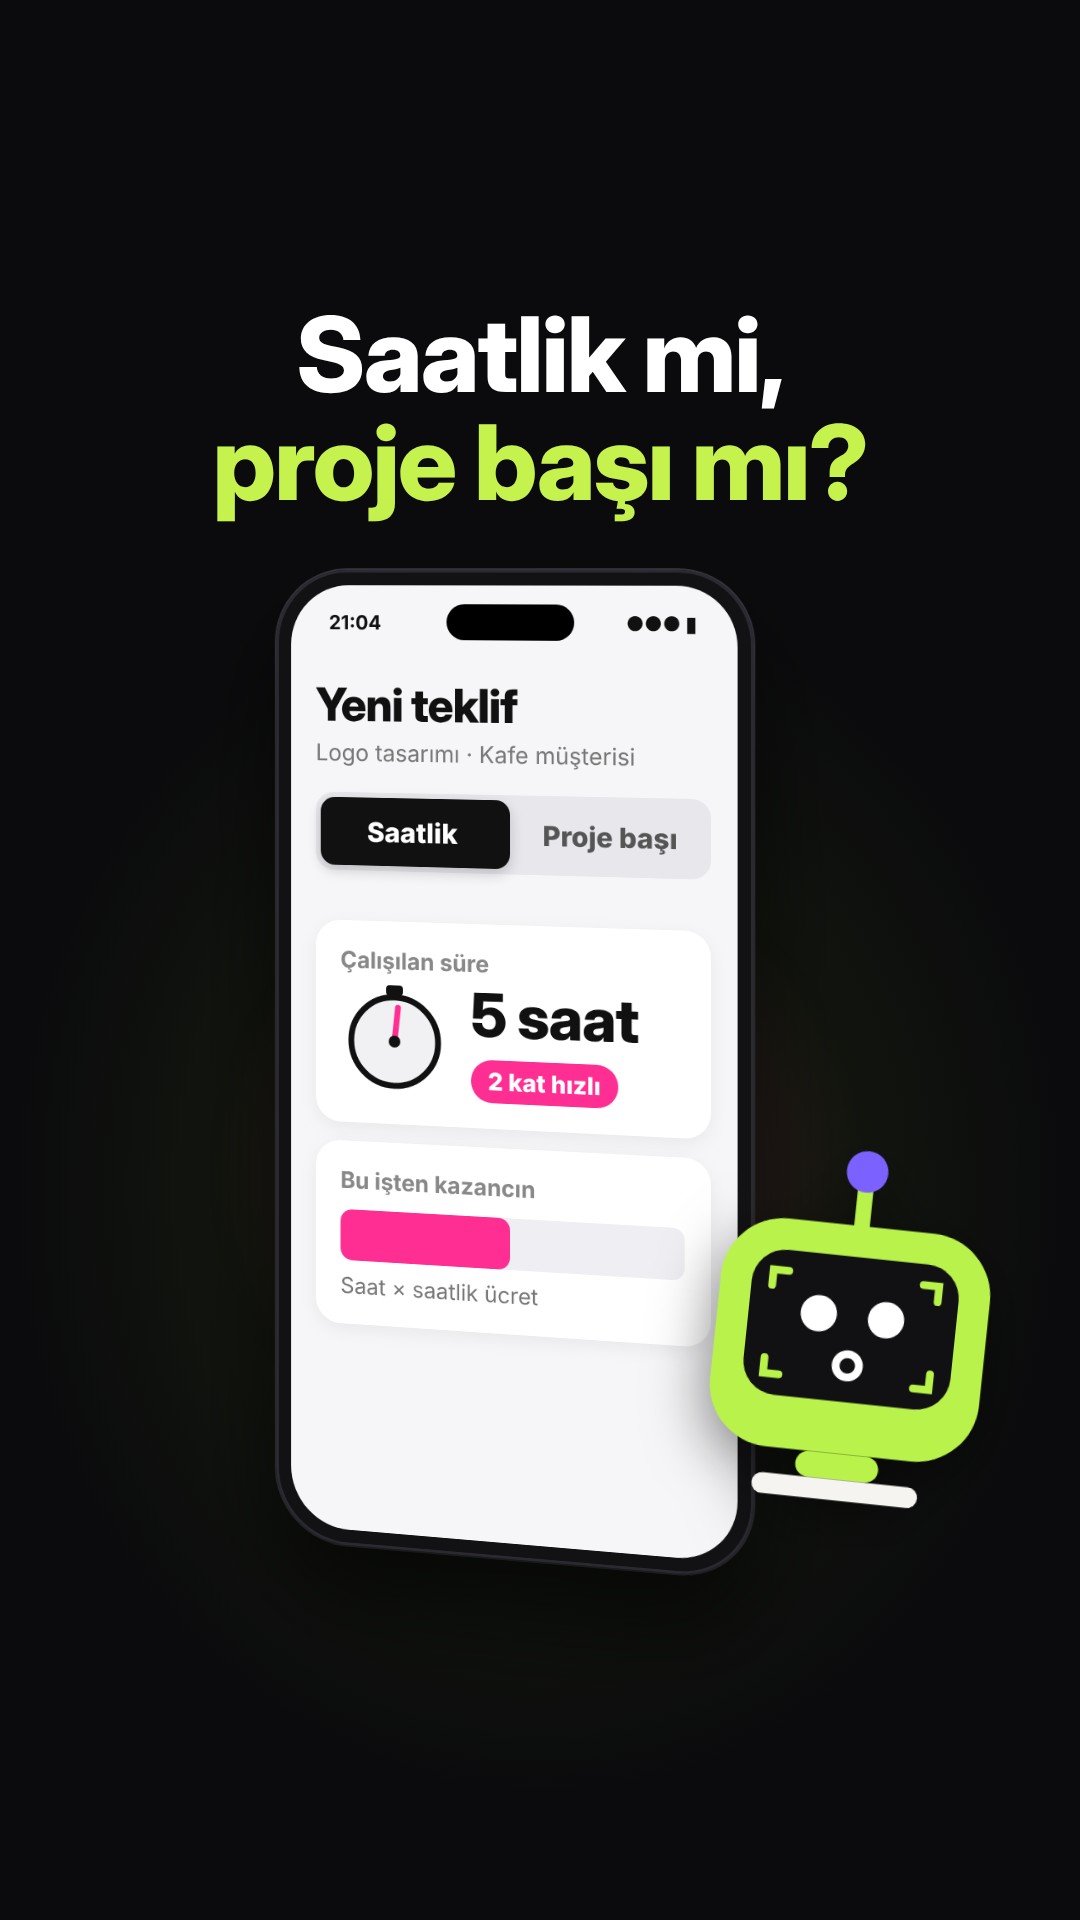 Saatlik mi,
proje başı mı?
21:04
Yeni teklif
Logo tasarımı · Kafe müşterisi
Saatlik
Proje başı
Çalışılan süre
5 saat
2 kat hızlı
Bu işten kazancın
Saat × saatlik ücret